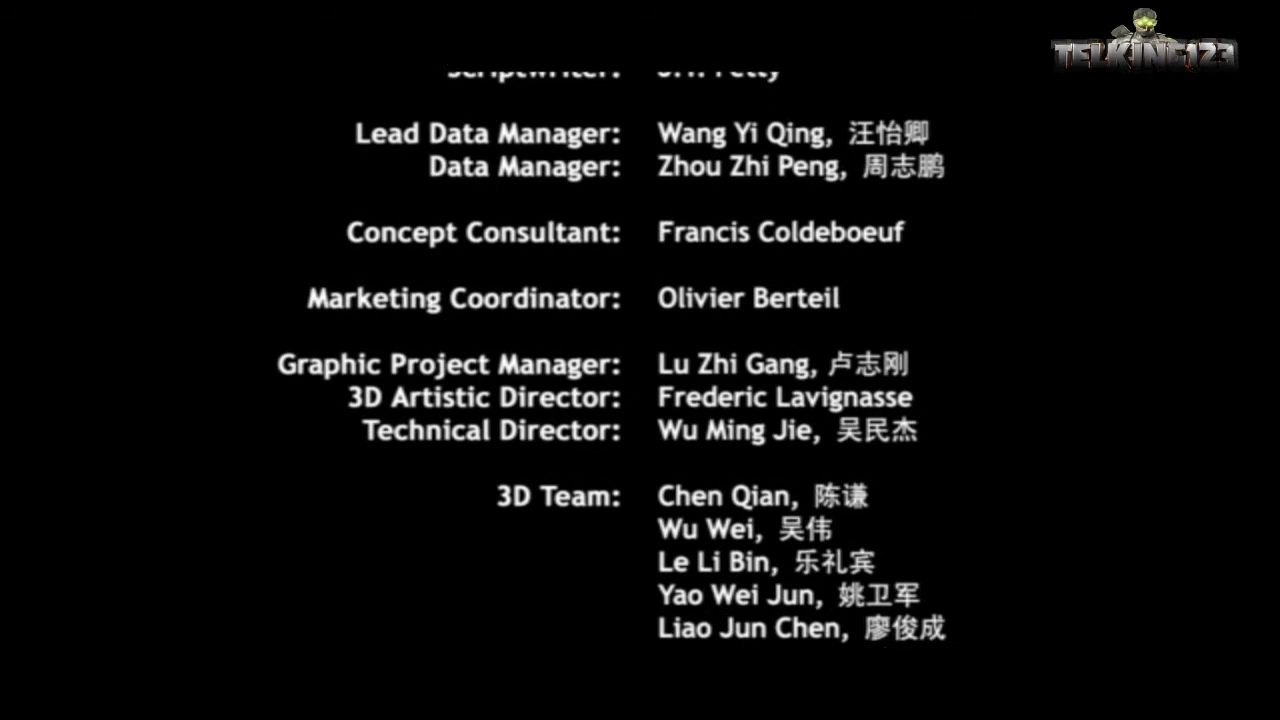 TELKING123
Scriptwriter: J.T. Petty
Lead Data Manager: Wang Yi Qing, 汪怡卿
Data Manager: Zhou Zhi Peng, 周志鹏
Concept Consultant: Francis Coldeboeuf
Marketing Coordinator: Olivier Berteil
Graphic Project Manager: Lu Zhi Gang, 卢志刚
3D Artistic Director: Frederic Lavignasse
Technical Director: Wu Ming Jie, 吴民杰
3D Team: Chen Qian, 陈谦
Wu Wei, 吴伟
Le Li Bin, 乐礼宾
Yao Wei Jun, 姚卫军
Liao Jun Chen, 廖俊成